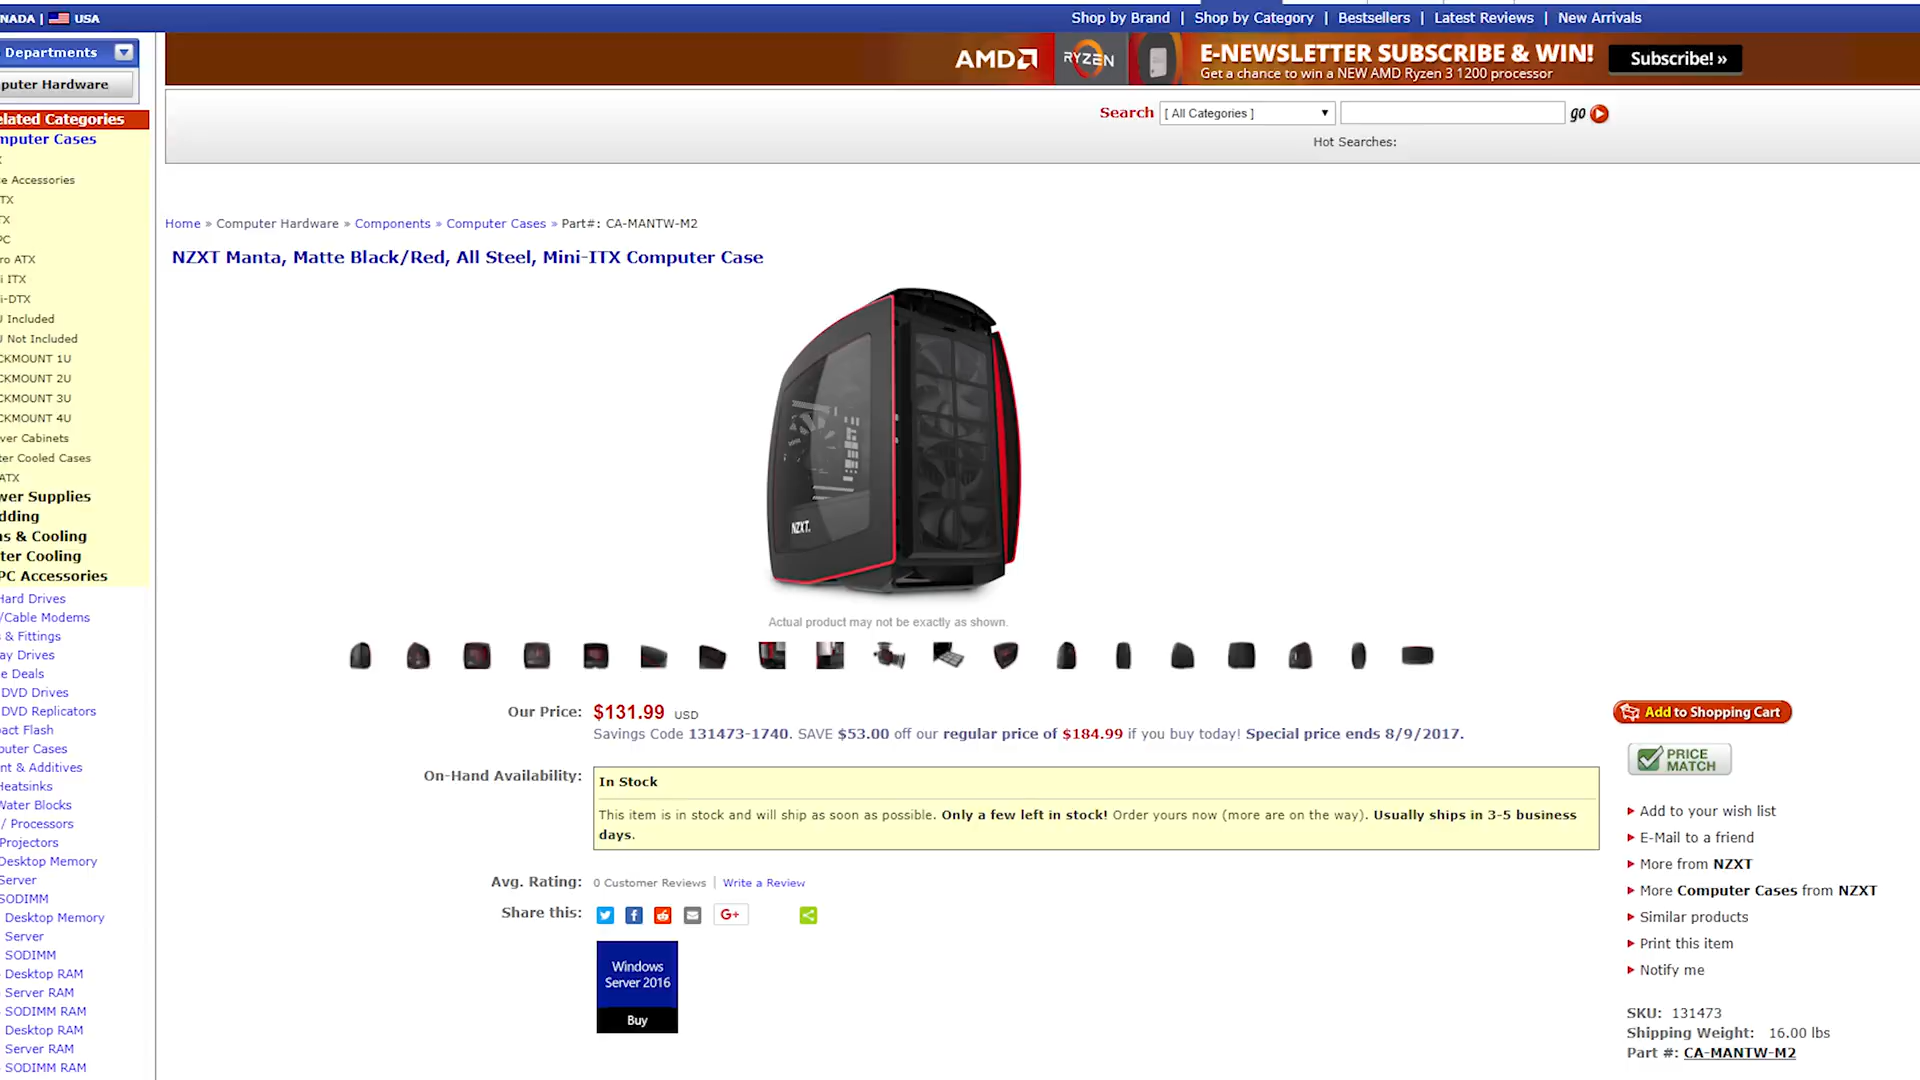 NADA | USA
Shop by Brand | Shop by Category | Bestsellers | Latest Reviews | New Arrivals
Departments
puter Hardware
elated Categories
mputer Cases
e Accessories
TX
TX
PC
ro ATX
i ITX
i-DTX
U Included
U Not Included
CKMOUNT 1U
CKMOUNT 2U
CKMOUNT 3U
CKMOUNT 4U
ver Cabinets
ter Cooled Cases
ATX
wer Supplies
dding
ns & Cooling
ter Cooling
PC Accessories
Hard Drives
/Cable Modems
s & Fittings
ay Drives
e Deals
DVD Drives
DVD Replicators
pact Flash
puter Cases
nt & Additives
Heatsinks
Water Blocks
/ Processors
Projectors
Desktop Memory
Server
SODIMM
Desktop Memory
Server
SODIMM
Desktop RAM
Server RAM
SODIMM RAM
Desktop RAM
Server RAM
SODIMM RAM
AMD RYZEN
E-NEWSLETTER SUBSCRIBE & WIN!
Get a chance to win a NEW AMD Ryzen 3 1200 processor
Subscribe! »
Search [ All Categories ] go
Hot Searches:
Home » Computer Hardware » Components » Computer Cases » Part#: CA-MANTW-M2
NZXT Manta, Matte Black/Red, All Steel, Mini-ITX Computer Case
NZXT
Actual product may not be exactly as shown.
Our Price: $131.99 USD
Savings Code 131473-1740. SAVE $53.00 off our regular price of $184.99 if you buy today! Special price ends 8/9/2017.
On-Hand Availability:
In Stock
This item is in stock and will ship as soon as possible. Only a few left in stock! Order yours now (more are on the way). Usually ships in 3-5 business
days.
Avg. Rating: 0 Customer Reviews | Write a Review
Share this:
G+
Windows
Server 2016
Buy
Add to Shopping Cart
PRICE
MATCH
Add to your wish list
E-Mail to a friend
More from NZXT
More Computer Cases from NZXT
Similar products
Print this item
Notify me
SKU: 131473
Shipping Weight: 16.00 lbs
Part #: CA-MANTW-M2